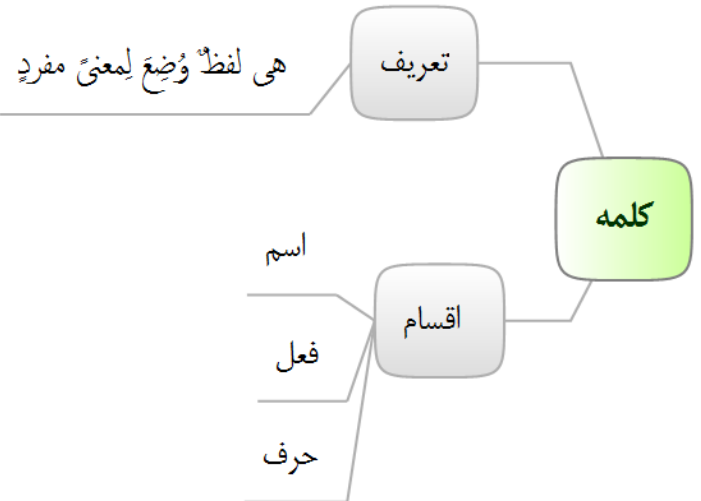 کلمه
تعریف
هی لفظٌ وُضِعَ لِمعنیً مفردٍ
اقسام
اسم
فعل
حرف